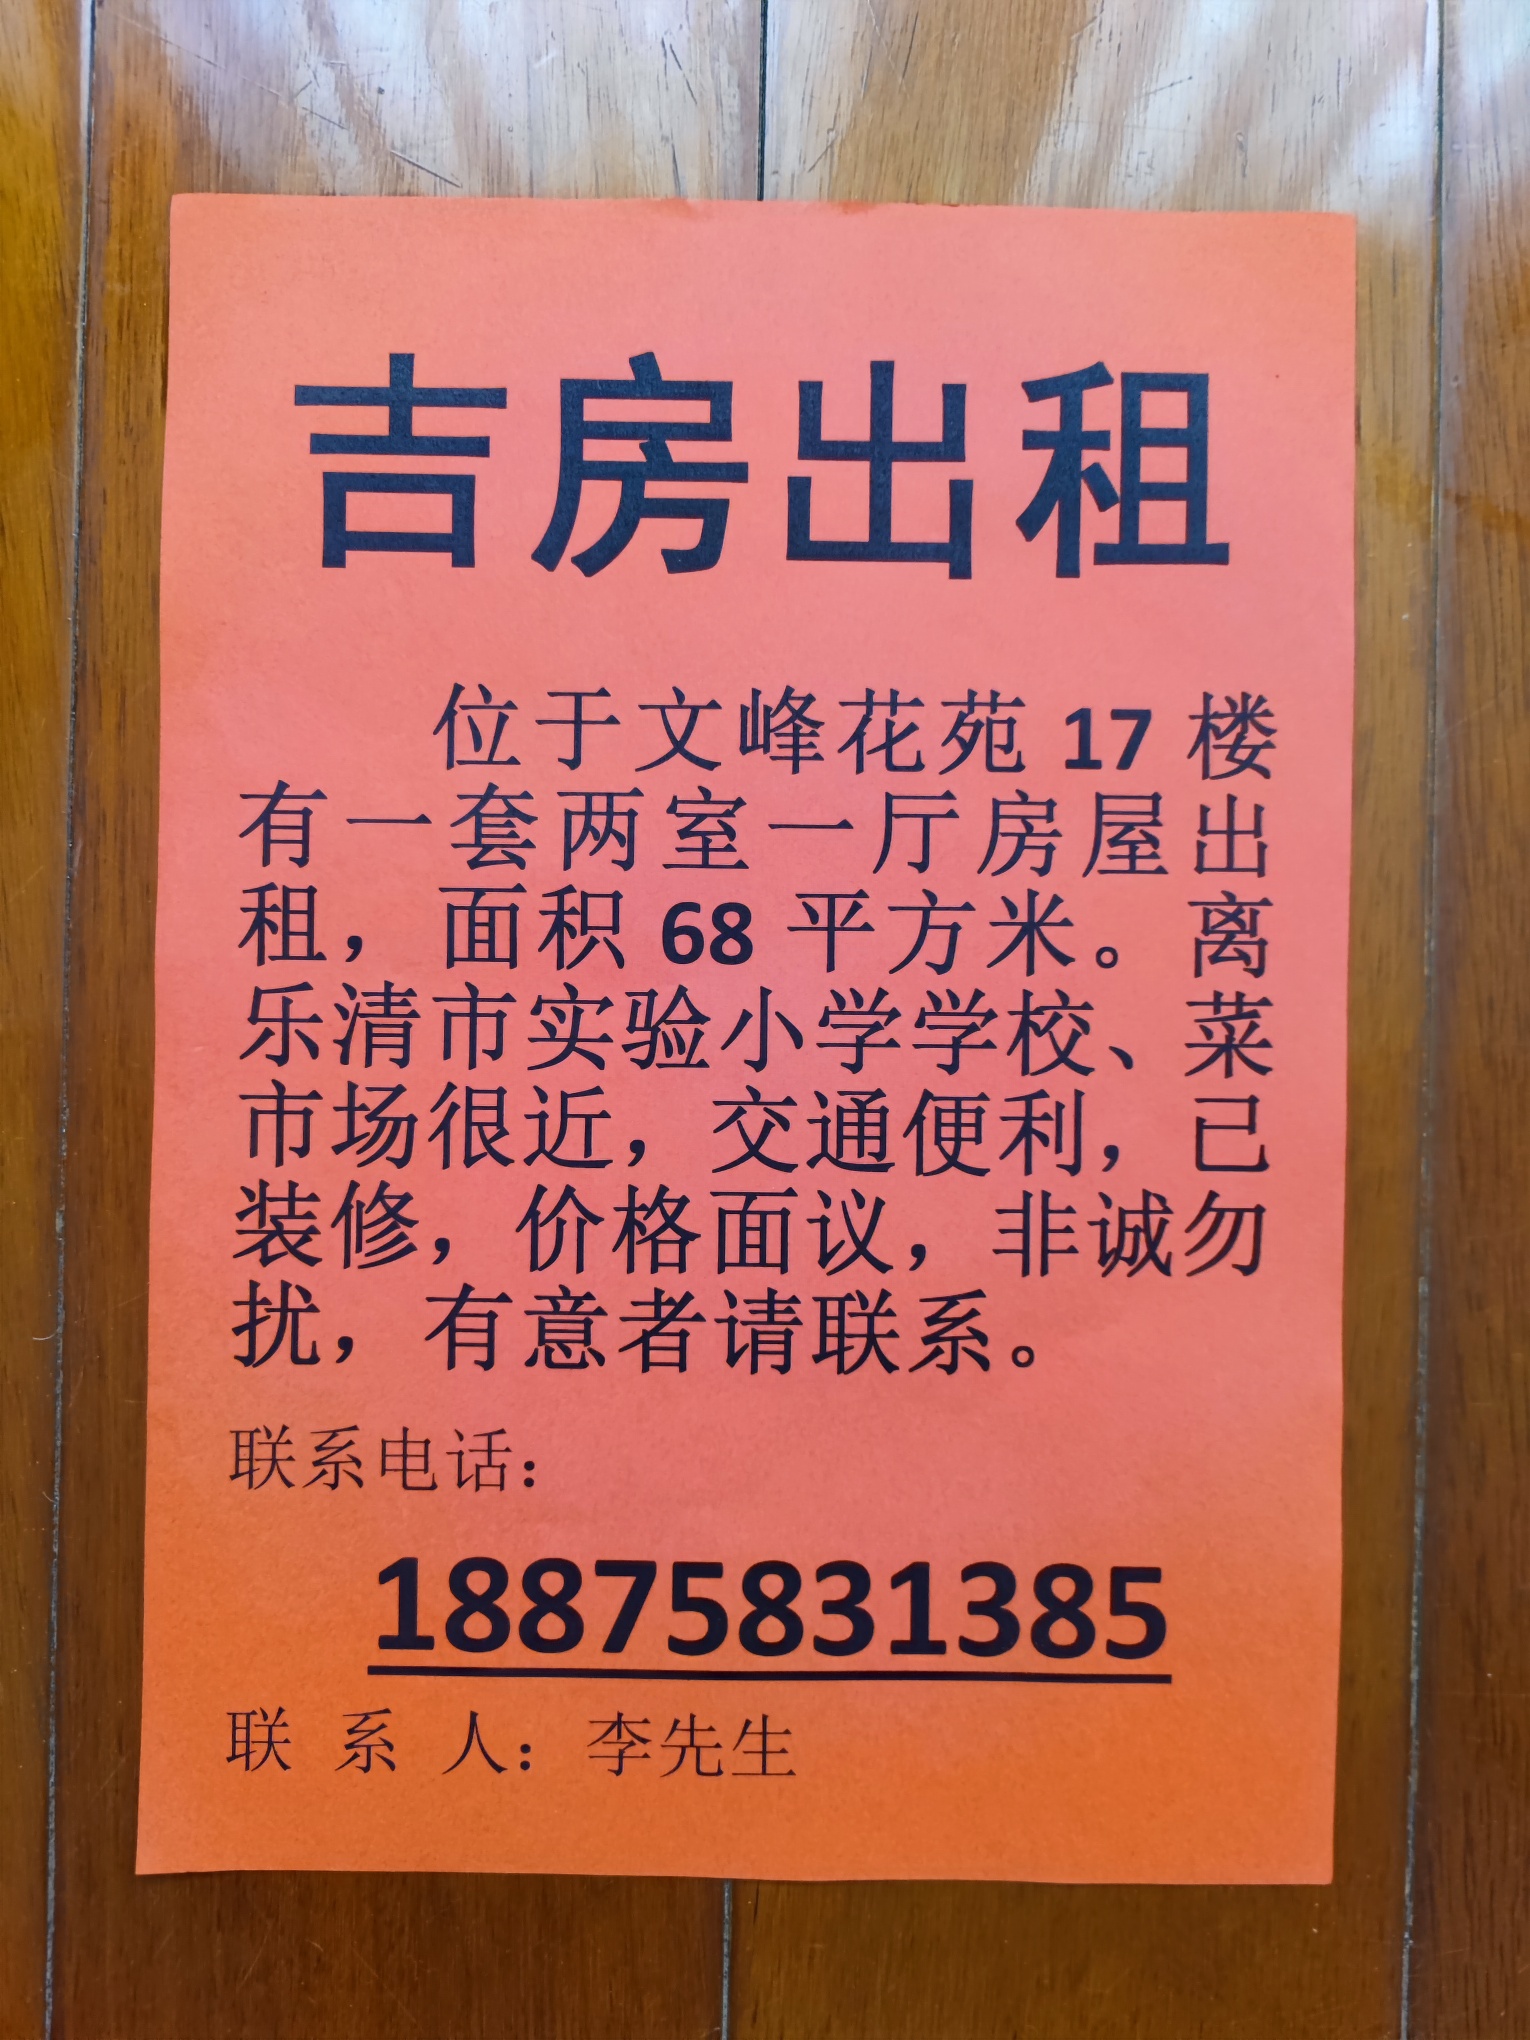 吉房出租
位于文峰花苑 17 楼
有一套两室一厅房屋出
租，面积 68 平方米。离
乐清市实验小学学校、菜
市场很近，交通便利，已
装修，价格面议，非诚勿
扰，有意者请联系。
联系电话：
18875831385
联 系 人：李先生